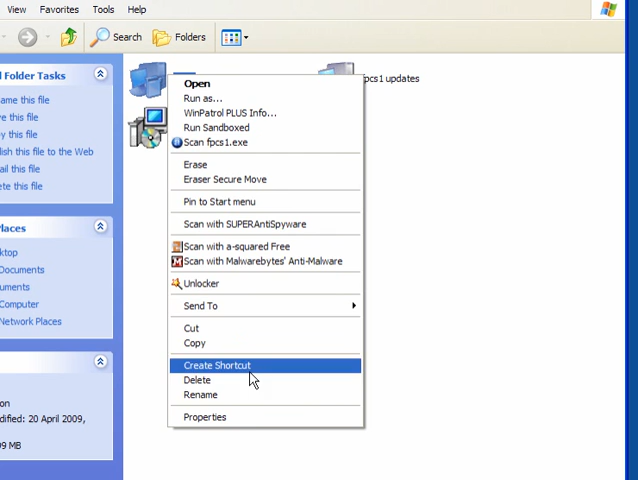 View Favorites Tools Help
Search Folders
Folder Tasks
ame this file
ve this file
y this file
lish this file to the Web
ail this file
ete this file
laces
ktop
Documents
uments
Computer
Network Places
on
dified: 20 April 2009,
99 MB
pcs1 updates
Open
Run as...
WinPatrol PLUS Info...
Run Sandboxed
Scan fpcs1.exe
Erase
Eraser Secure Move
Pin to Start menu
Scan with SUPERAntiSpyware
Scan with a-squared Free
Scan with Malwarebytes' Anti-Malware
Unlocker
Send To
Cut
Copy
Create Shortcut
Delete
Rename
Properties